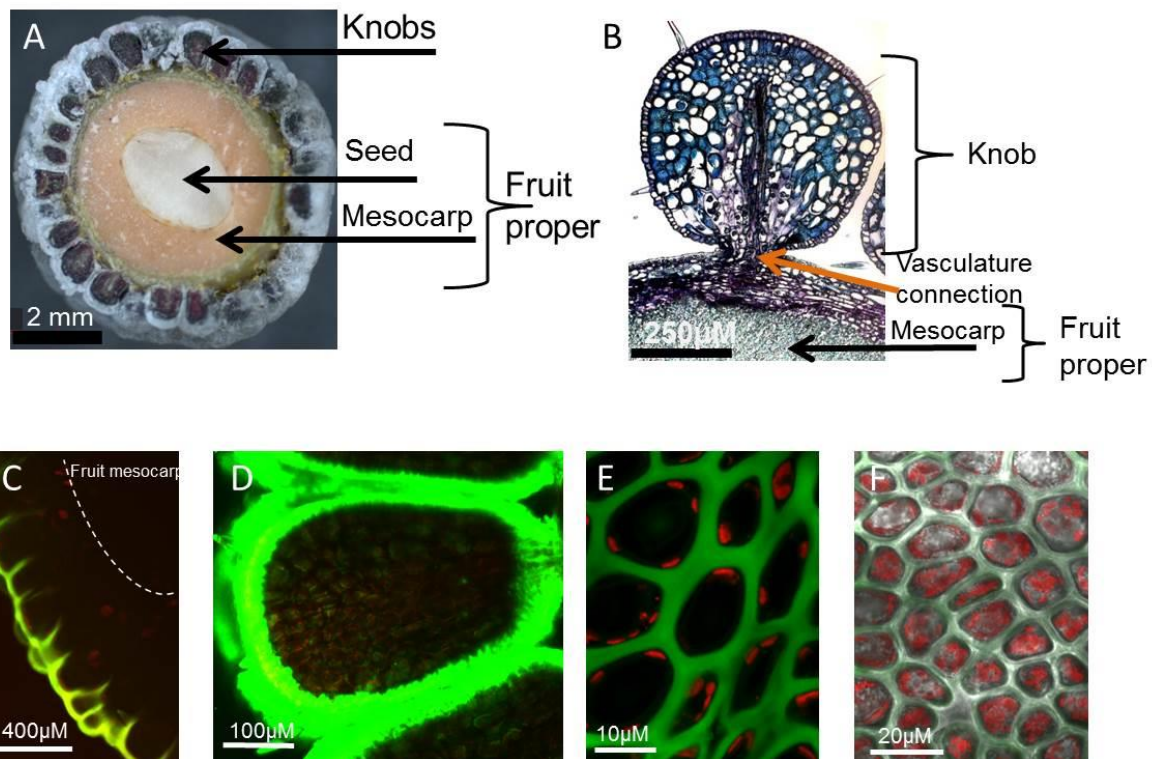 A
Knobs
Seed
Mesocarp
Fruit
proper
2 mm
B
Knob
Vasculature
connection
Mesocarp
Fruit
proper
250µM
C
Fruit mesocarp
400µM
D
100µM
E
10µM
F
20µM